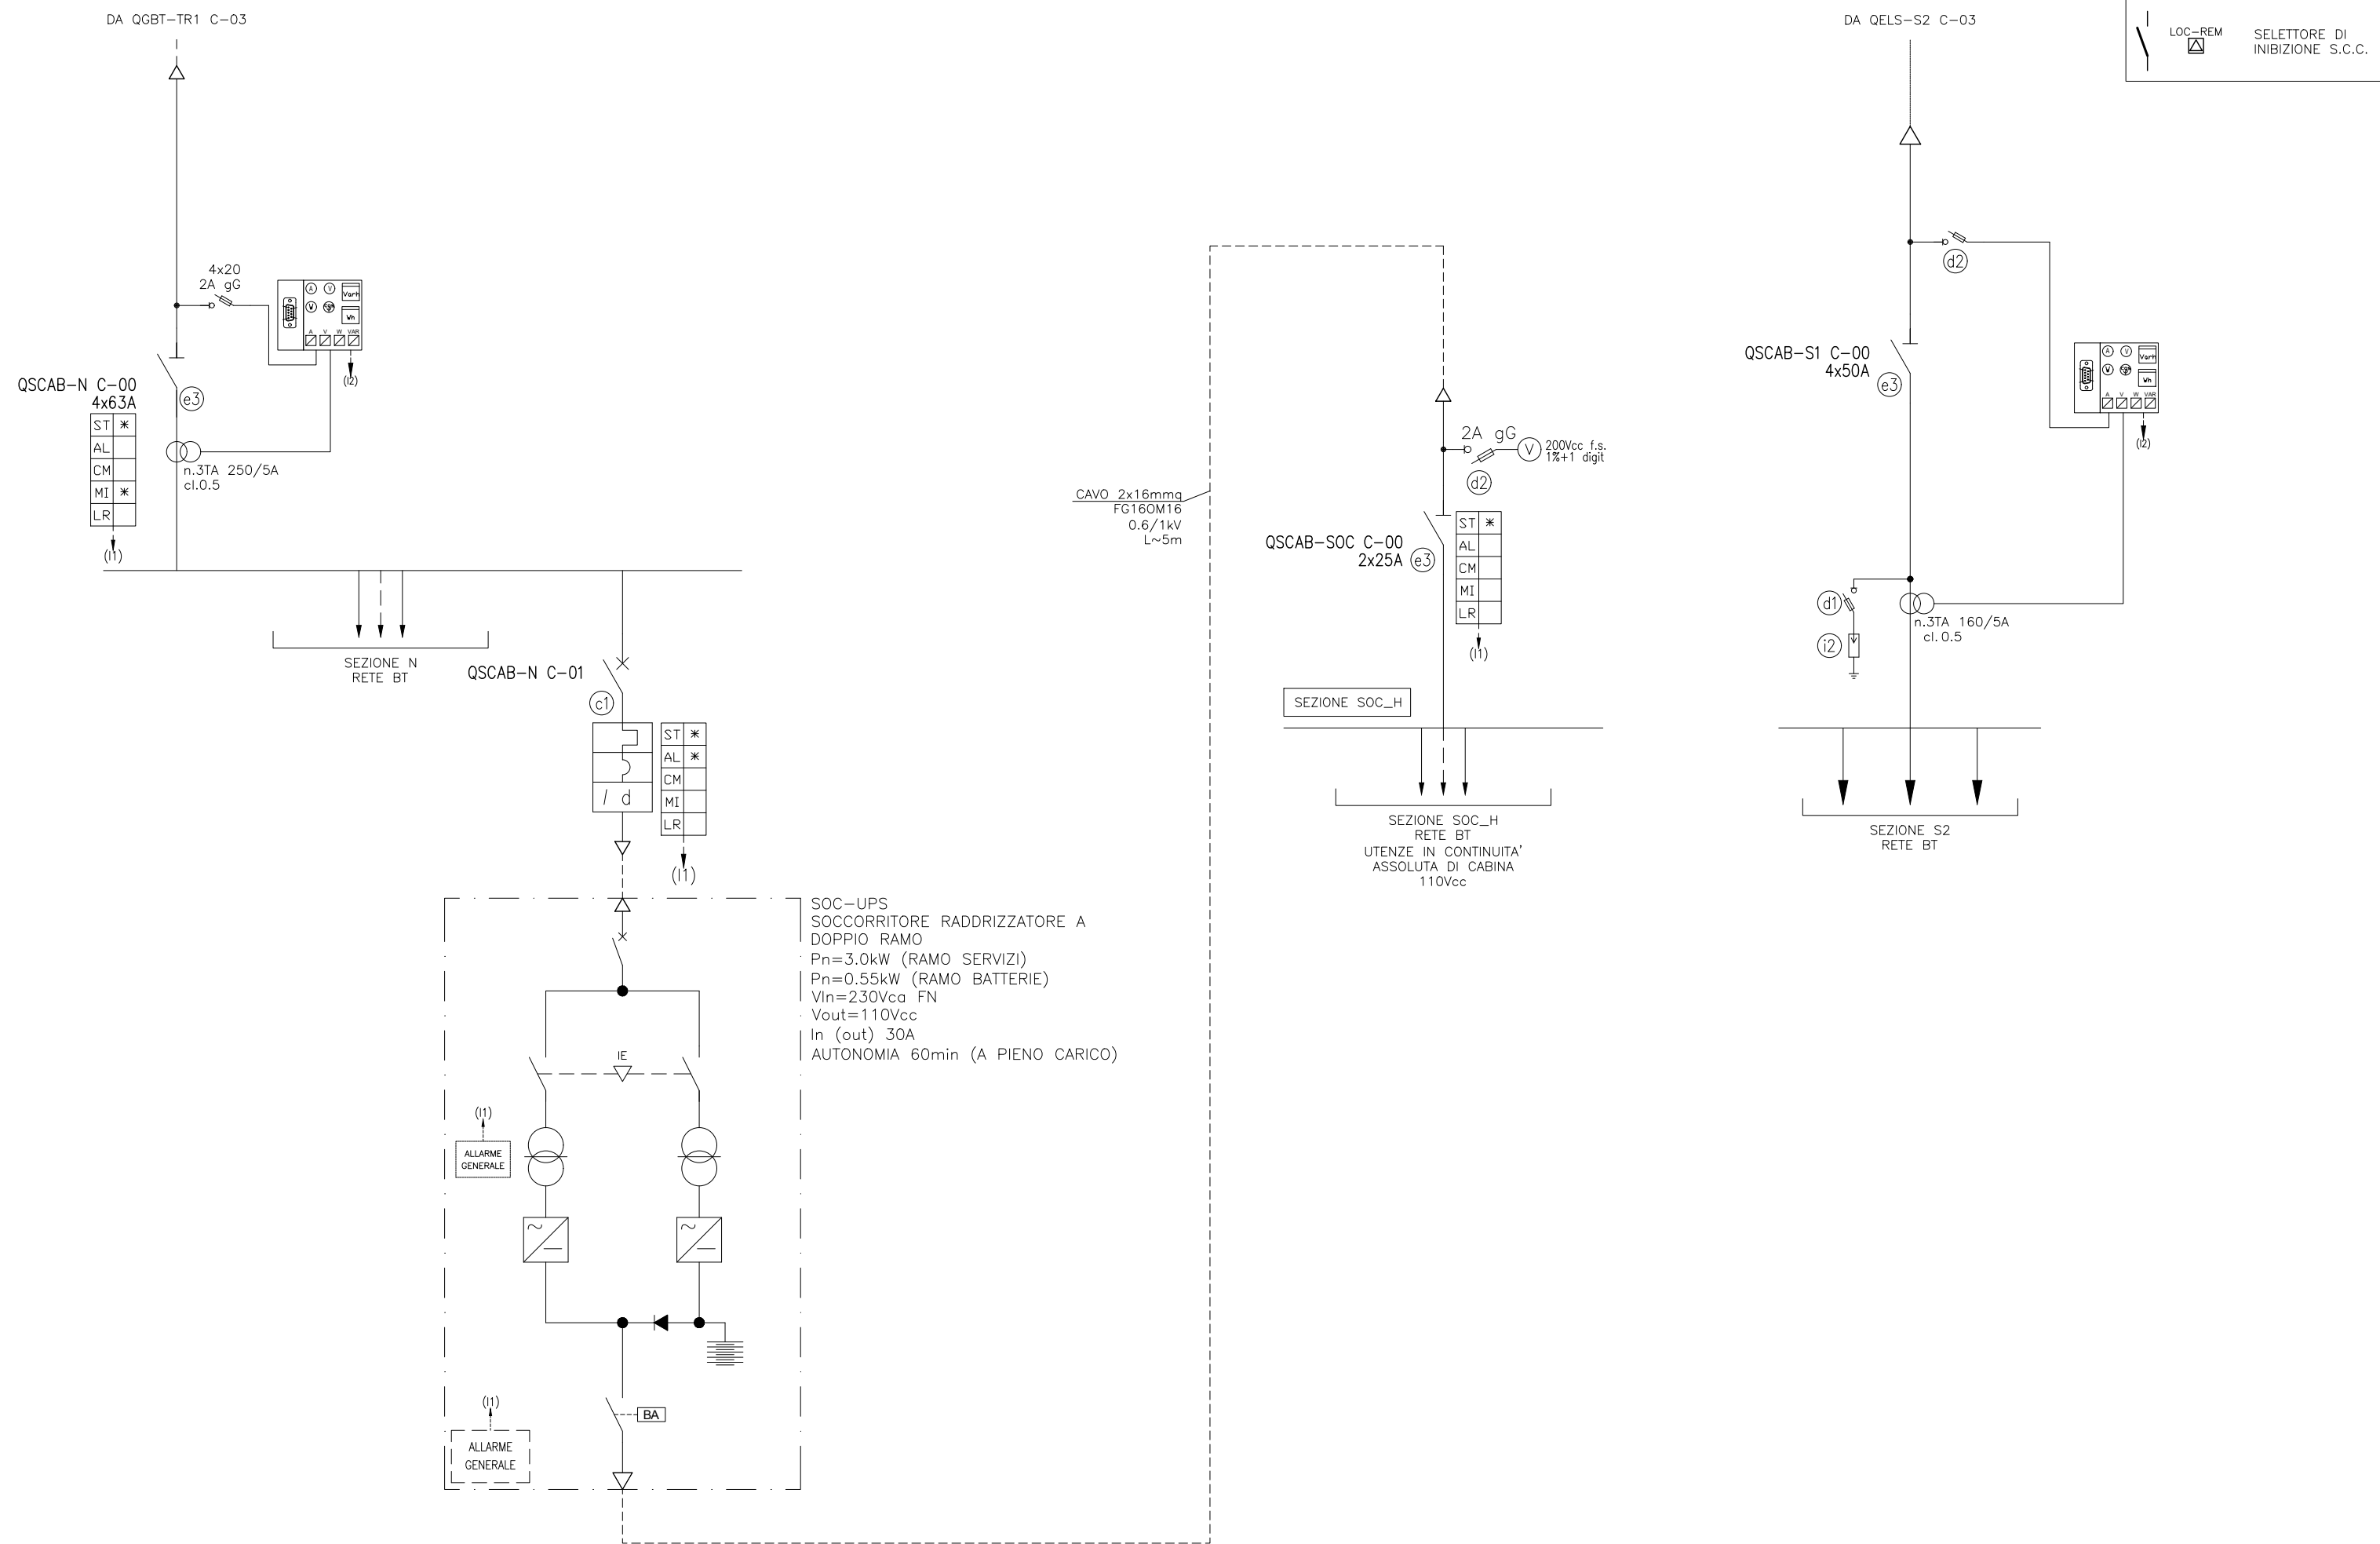 DA QGBT-TR1 C-03
DA QELS-S2 C-03
LOC-REM
SELETTORE DI
INIBIZIONE S.C.C.
4x20
2A gG
A V Varh
W Wh
A V W VAR
(I2)
QSCAB-N C-00
4x63A
e3
ST *
AL
CM
MI *
LR
(I1)
n.3TA 250/5A
cl.0.5
SEZIONE N
RETE BT
QSCAB-N C-01
c1
I d
ST *
AL *
CM
MI
LR
(I1)
SOC-UPS
SOCCORRITORE RADDRIZZATORE A
DOPPIO RAMO
Pn=3.0kW (RAMO SERVIZI)
Pn=0.55kW (RAMO BATTERIE)
VIn=230Vca FN
Vout=110Vcc
In (out) 30A
AUTONOMIA 60min (A PIENO CARICO)
IE
(I1)
ALLARME
GENERALE
BA
(I1)
ALLARME
GENERALE
CAVO 2x16mmq
FG16OM16
0.6/1kV
L~5m
2A gG
V
200Vcc f.s.
1%+1 digit
d2
QSCAB-SOC C-00
2x25A
e3
ST *
AL
CM
MI
LR
(I1)
SEZIONE SOC_H
SEZIONE SOC_H
RETE BT
UTENZE IN CONTINUITA'
ASSOLUTA DI CABINA
110Vcc
d2
QSCAB-S1 C-00
4x50A
e3
A V Varh
W Wh
A V W VAR
(I2)
d1
i2
n.3TA 160/5A
cl.0.5
SEZIONE S2
RETE BT